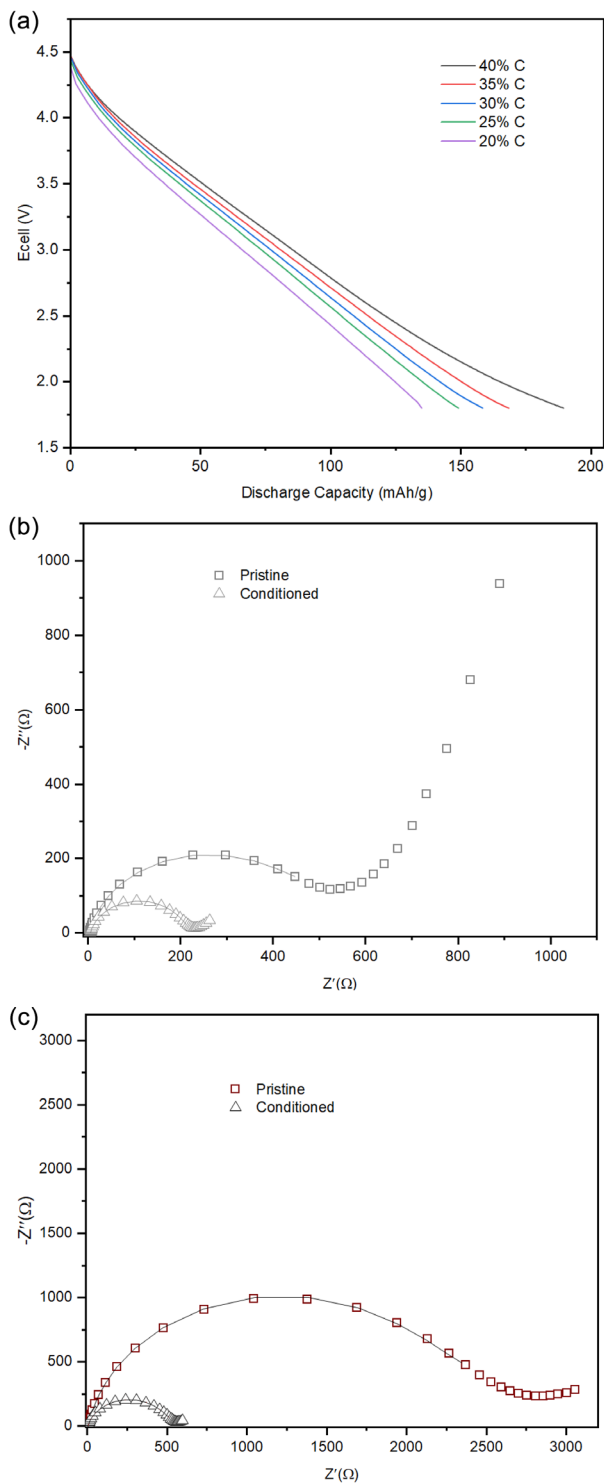 (a)
4.5
4.0
3.5
3.0
2.5
2.0
1.5
Ecell (V)
40% C
35% C
30% C
25% C
20% C
0
50
100
150
200
Discharge Capacity (mAh/g)
(b)
1000
800
600
400
200
0
-Z''(Ω)
Pristine
Conditioned
0
200
400
600
800
1000
Z'(Ω)
(c)
3000
2500
2000
1500
1000
500
0
-Z''(Ω)
Pristine
Conditioned
0
500
1000
1500
2000
2500
3000
Z'(Ω)